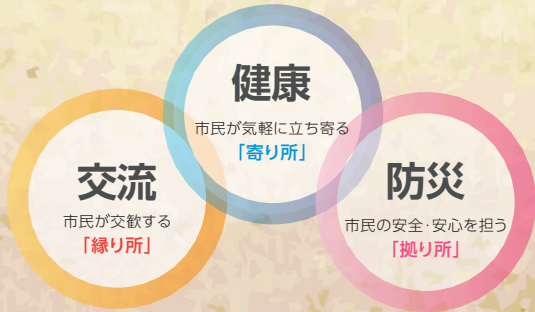 健康
市民が気軽に立ち寄る
「寄り所」
交流
市民が交歓する
「縁り所」
防災
市民の安全・安心を担う
「拠り所」